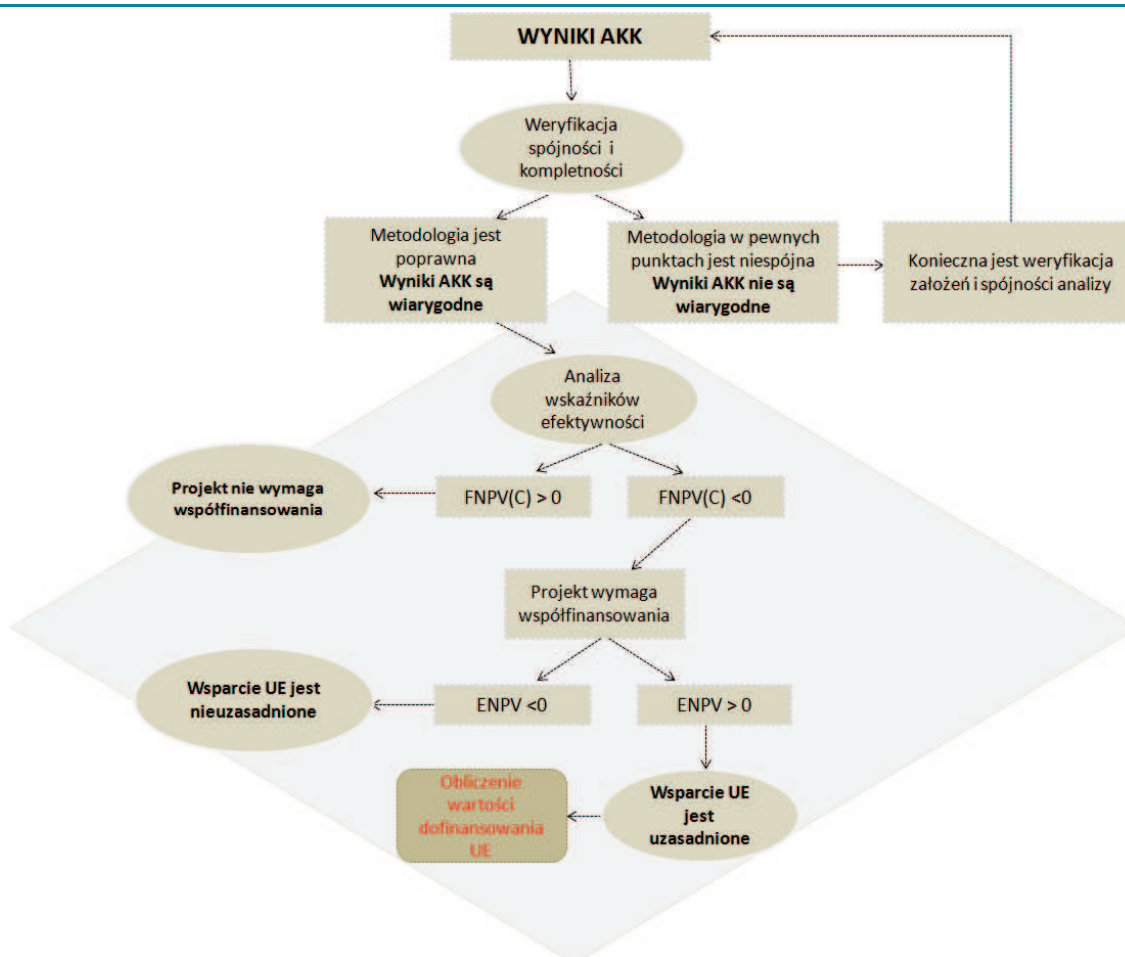 WYNIKI AKK
Weryfikacja
spójności i
kompletności
Metodologia jest
poprawna
Wyniki AKK są
wiarygodne
Metodologia w pewnych
punktach jest niespójna
Wyniki AKK nie są
wiarygodne
Konieczna jest weryfikacja
założeń i spójności analizy
Analiza
wskaźników
efektywności
Projekt nie wymaga
współfinansowania
FNPV(C) > 0
FNPV(C) <0
Projekt wymaga
współfinansowania
Wsparcie UE jest
nieuzasadnione
ENPV <0
ENPV > 0
Obliczenie
wartości
dofinansowania
UE
Wsparcie UE
jest
uzasadnione